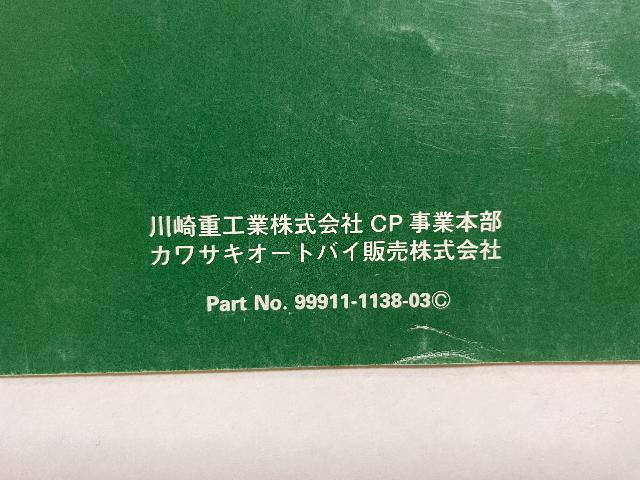 川崎重工業株式会社 CP 事業本部
カワサキオートバイ販売株式会社
Part No. 99911-1138-03©